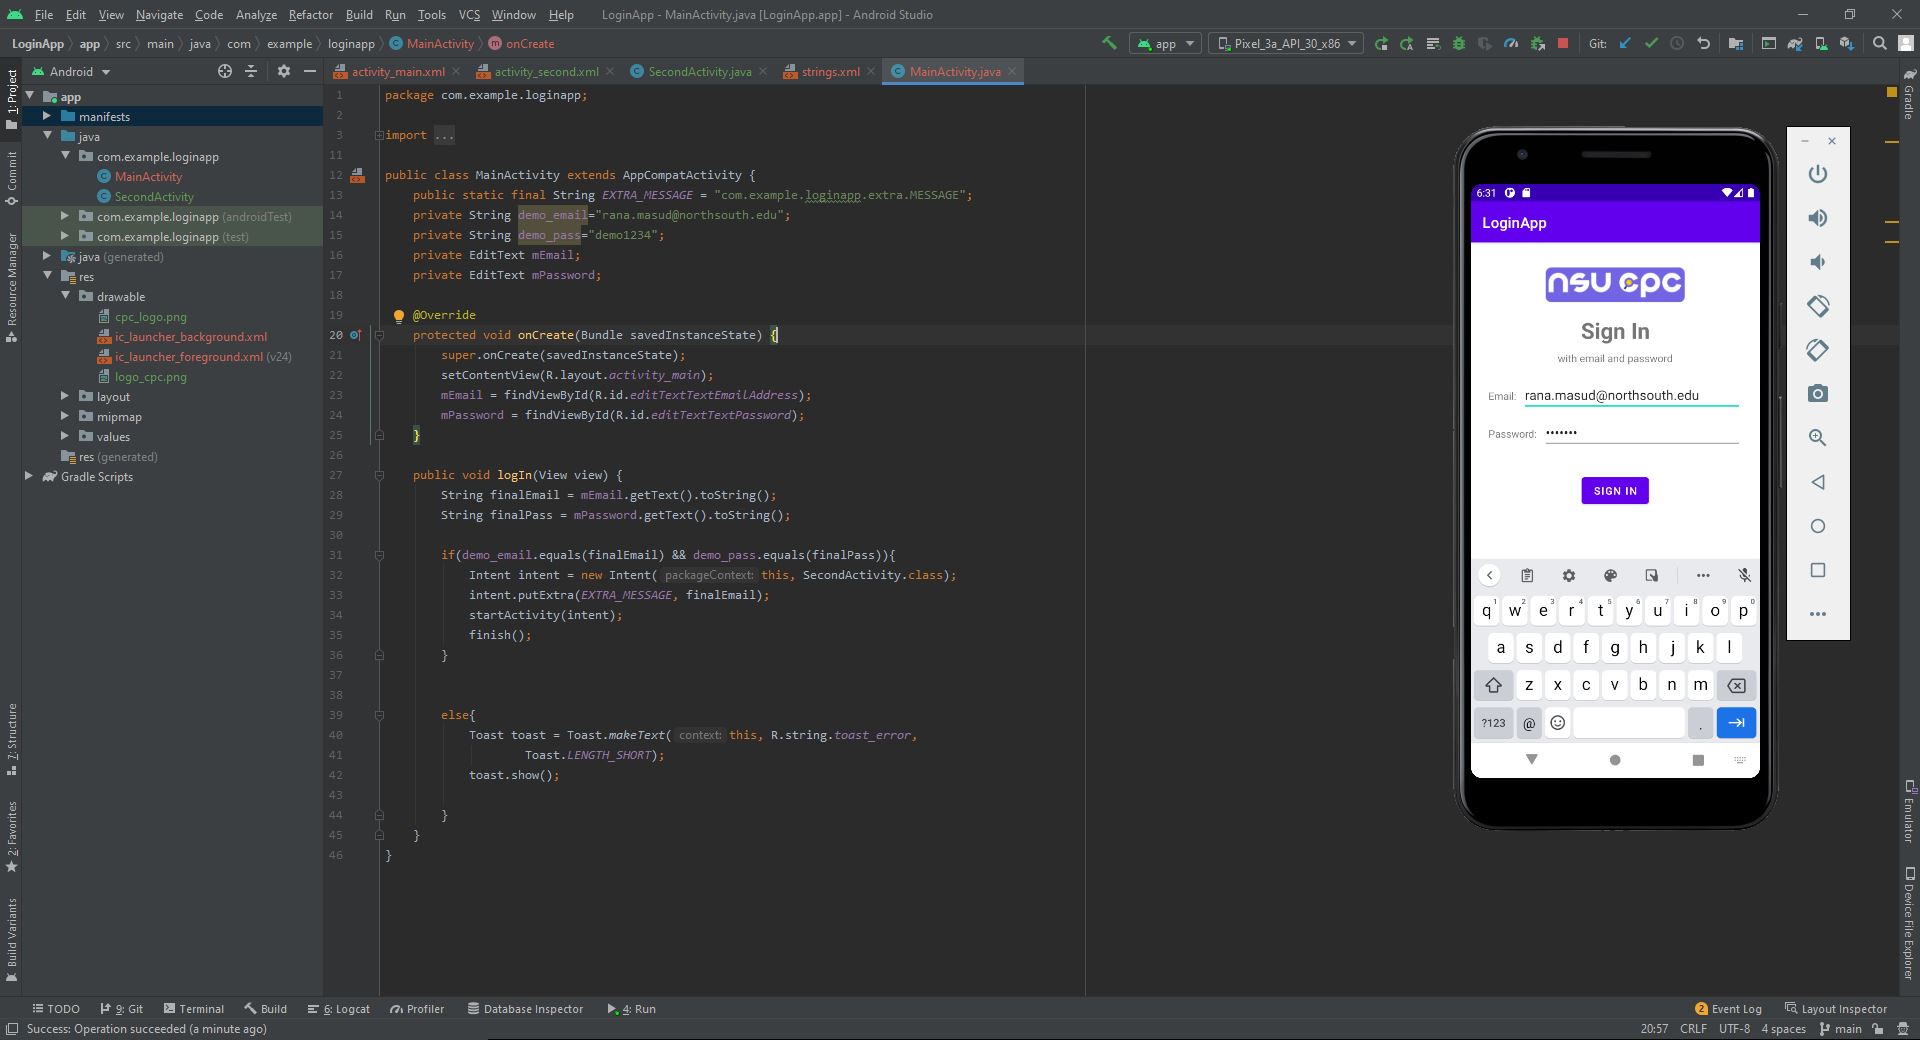 File Edit View Navigate Code Analyze Refactor Build Run Tools VCS Window Help LoginApp - MainActivity.java [LoginApp.app] - Android Studio
LoginApp app src main java com example loginapp MainActivity onCreate app Pixel_3a_API_30_x86 Git:
Android activity_main.xml activity_second.xml SecondActivity.java strings.xml MainActivity.java
1: Project
Commit
Resource Manager
7: Structure
2: Favorites
Build Variants
app
manifests
java
com.example.loginapp
MainActivity
SecondActivity
com.example.loginapp (androidTest)
com.example.loginapp (test)
java (generated)
res
drawable
cpc_logo.png
ic_launcher_background.xml
ic_launcher_foreground.xml (v24)
logo_cpc.png
layout
mipmap
values
res (generated)
Gradle Scripts
1 package com.example.loginapp;
2
3 import ...
11
12 public class MainActivity extends AppCompatActivity {
13 public static final String EXTRA_MESSAGE = "com.example.loginapp.extra.MESSAGE";
14 private String demo_email="rana.masud@northsouth.edu";
15 private String demo_pass="demo1234";
16 private EditText mEmail;
17 private EditText mPassword;
18
19 @Override
20 protected void onCreate(Bundle savedInstanceState) {
21 super.onCreate(savedInstanceState);
22 setContentView(R.layout.activity_main);
23 mEmail = findViewById(R.id.editTextTextEmailAddress);
24 mPassword = findViewById(R.id.editTextTextPassword);
25 }
26
27 public void logIn(View view) {
28 String finalEmail = mEmail.getText().toString();
29 String finalPass = mPassword.getText().toString();
30
31 if(demo_email.equals(finalEmail) && demo_pass.equals(finalPass)){
32 Intent intent = new Intent( packageContext: this, SecondActivity.class);
33 intent.putExtra(EXTRA_MESSAGE, finalEmail);
34 startActivity(intent);
35 finish();
36 }
37
38
39 else{
40 Toast toast = Toast.makeText( context: this, R.string.toast_error,
41 Toast.LENGTH_SHORT);
42 toast.show();
43
44 }
45 }
46 }
6:31
LoginApp
nsu cpc
Sign In
with email and password
Email: rana.masud@northsouth.edu
Password: •••••••
SIGN IN
q1 w2 e3 r4 t5 y6 u7 i8 o9 p0
a s d f g h j k l
z x c v b n m
?123 @ .
Gradle
Emulator
Device File Explorer
TODO 9: Git Terminal Build 6: Logcat Profiler Database Inspector 4: Run 2 Event Log Layout Inspector
Success: Operation succeeded (a minute ago) 20:57 CRLF UTF-8 4 spaces main